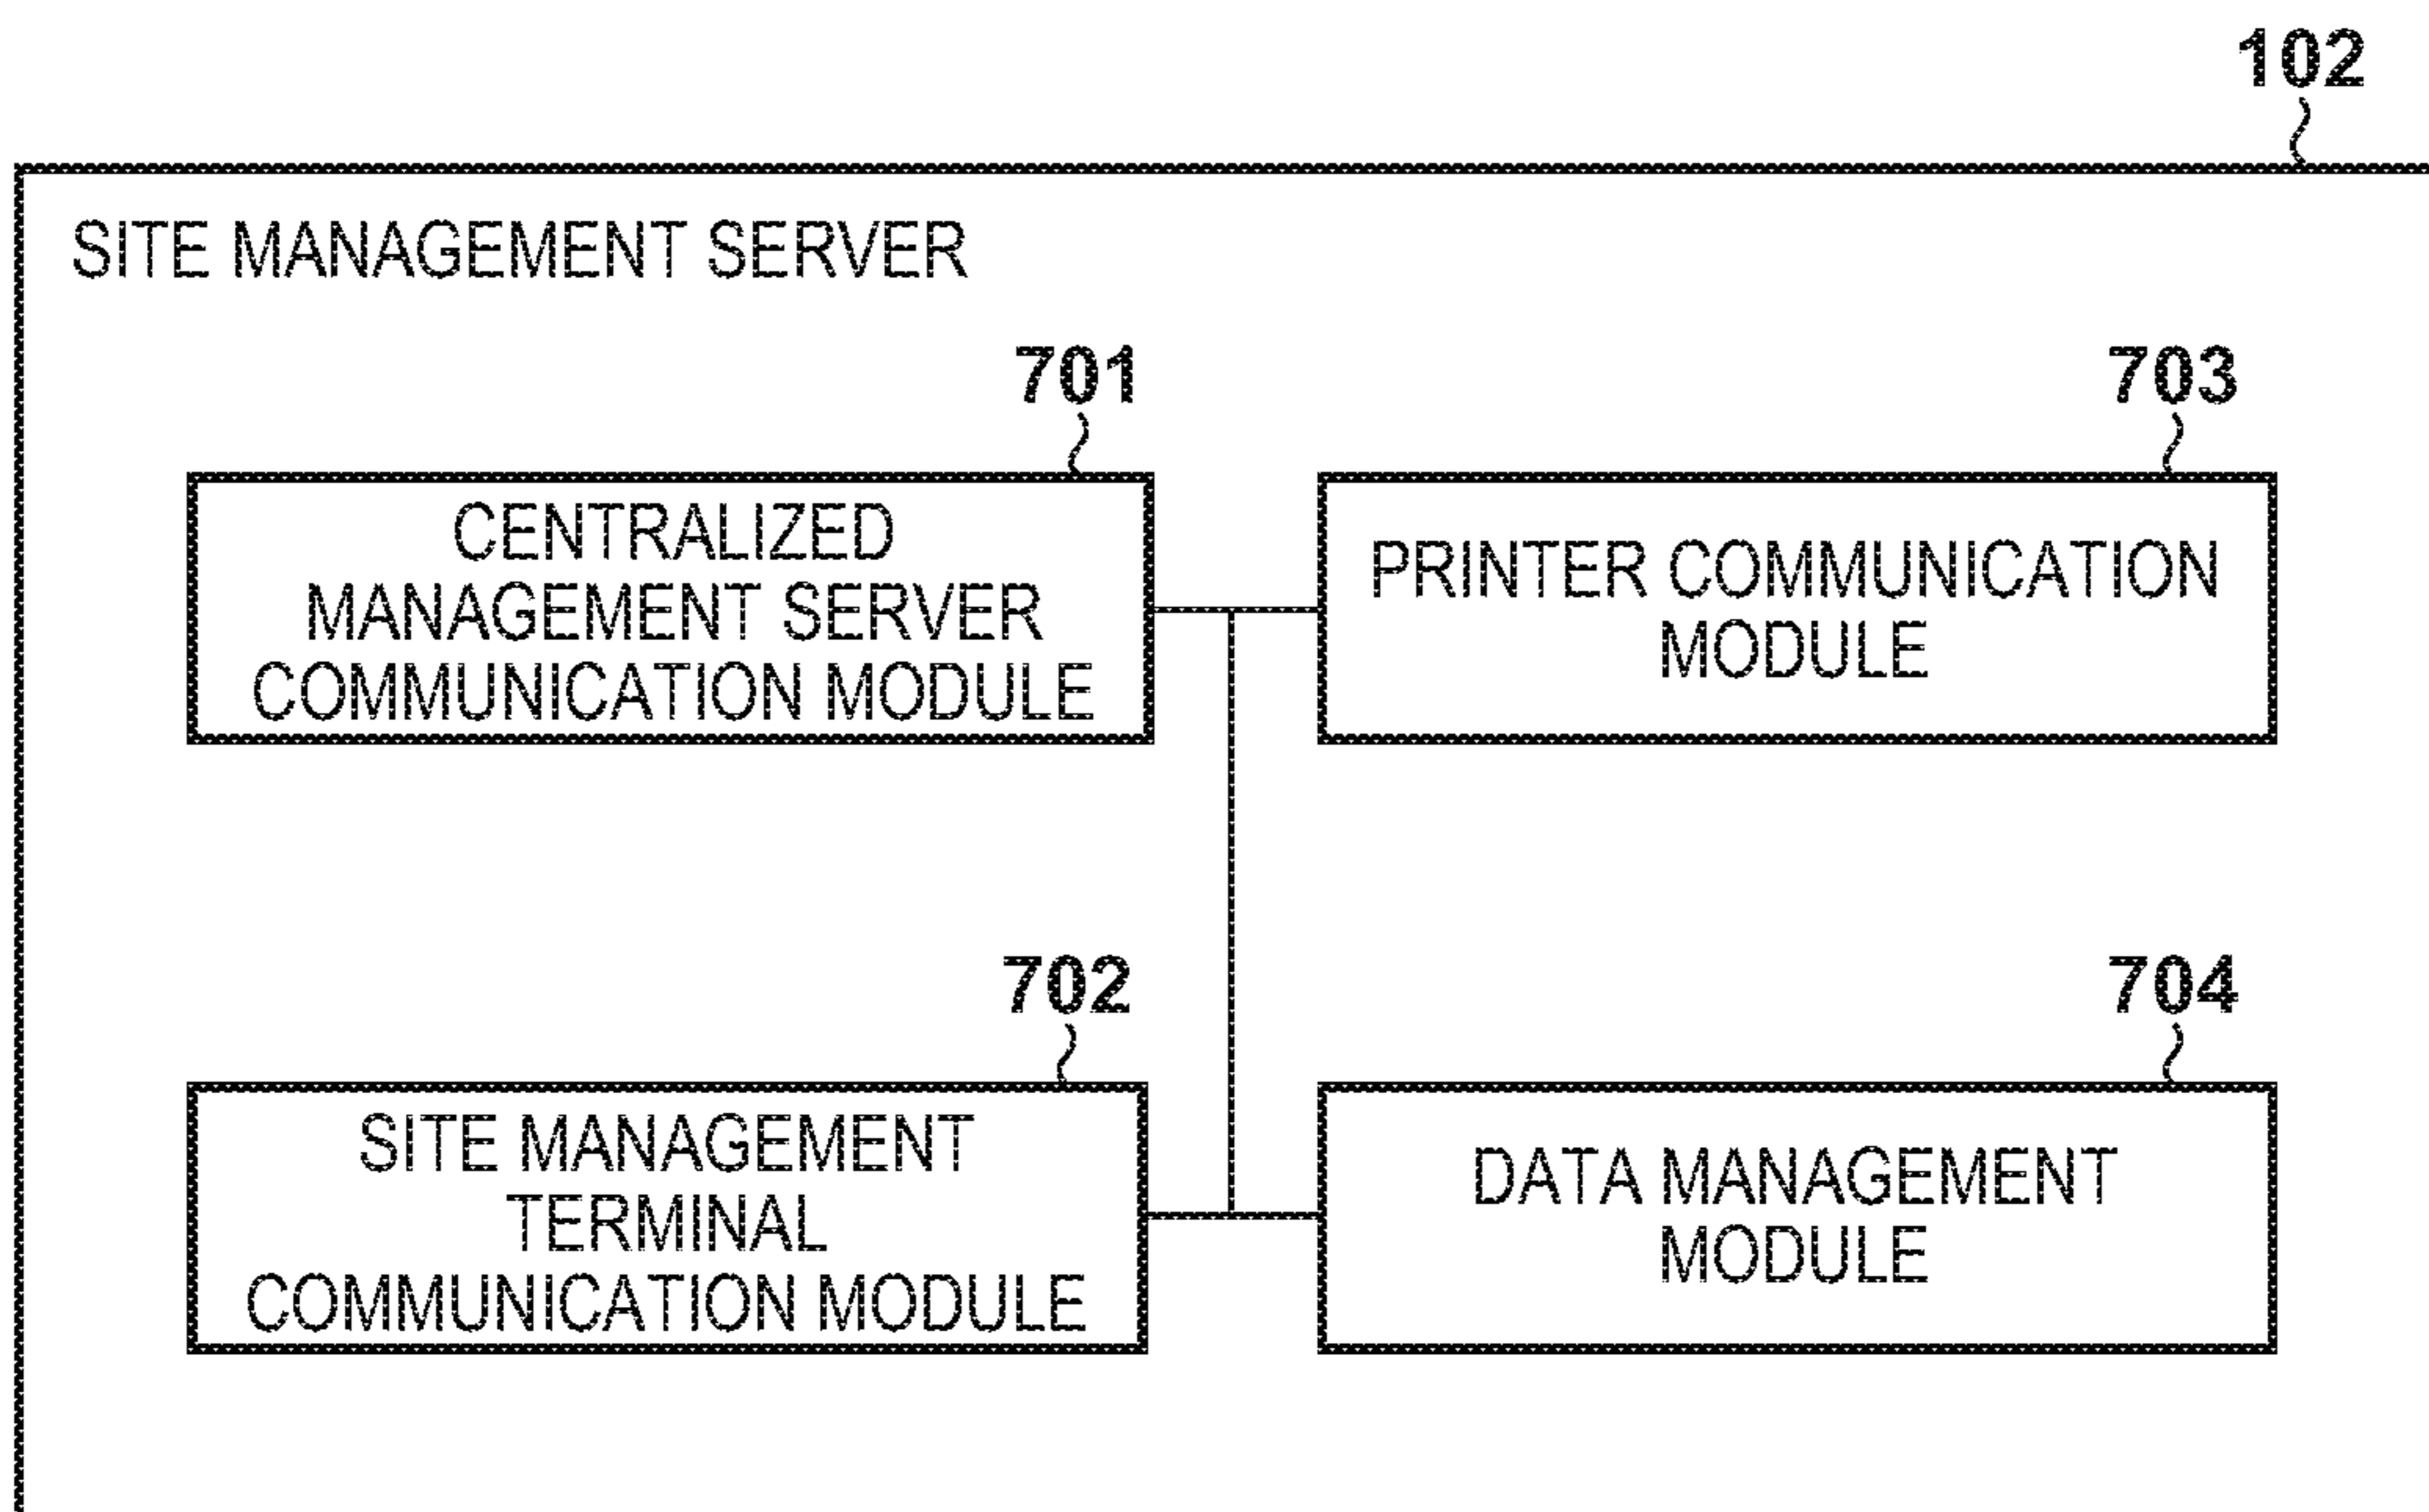 102
SITE MANAGEMENT SERVER
701
CENTRALIZED
MANAGEMENT SERVER
COMMUNICATION MODULE
703
PRINTER COMMUNICATION
MODULE
702
SITE MANAGEMENT
TERMINAL
COMMUNICATION MODULE
704
DATA MANAGEMENT
MODULE